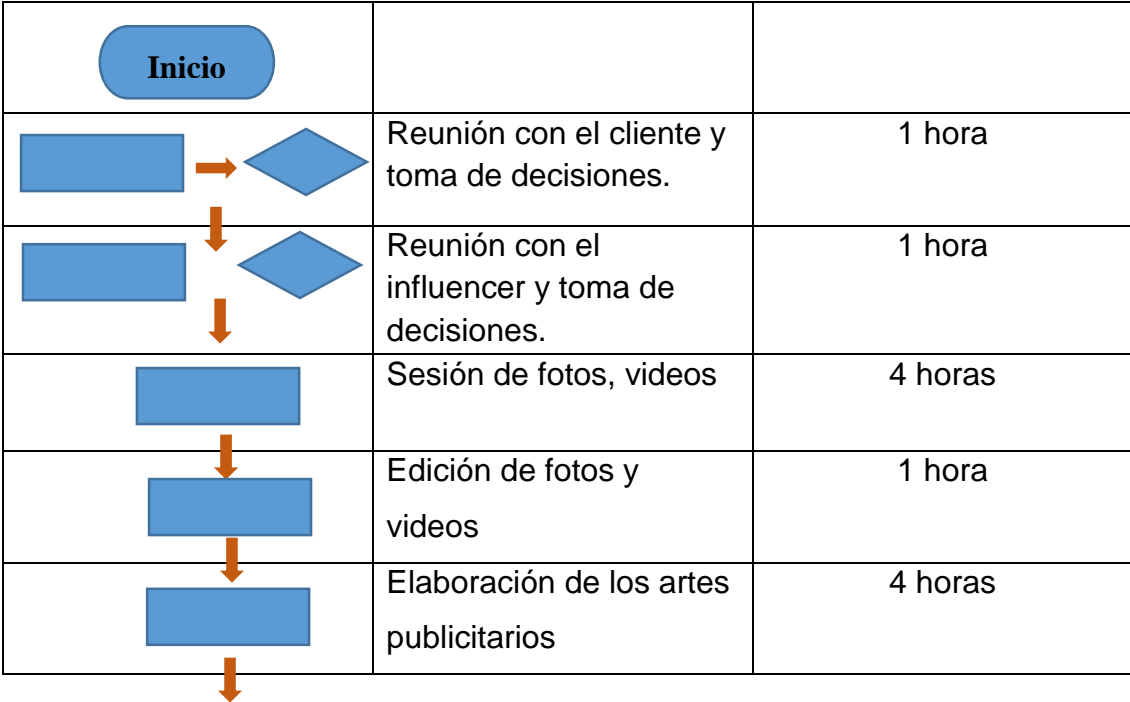 Inicio
Reunión con el cliente y
toma de decisiones.
1 hora
Reunión con el
influencer y toma de
decisiones.
1 hora
Sesión de fotos, videos
4 horas
Edición de fotos y
videos
1 hora
Elaboración de los artes
publicitarios
4 horas